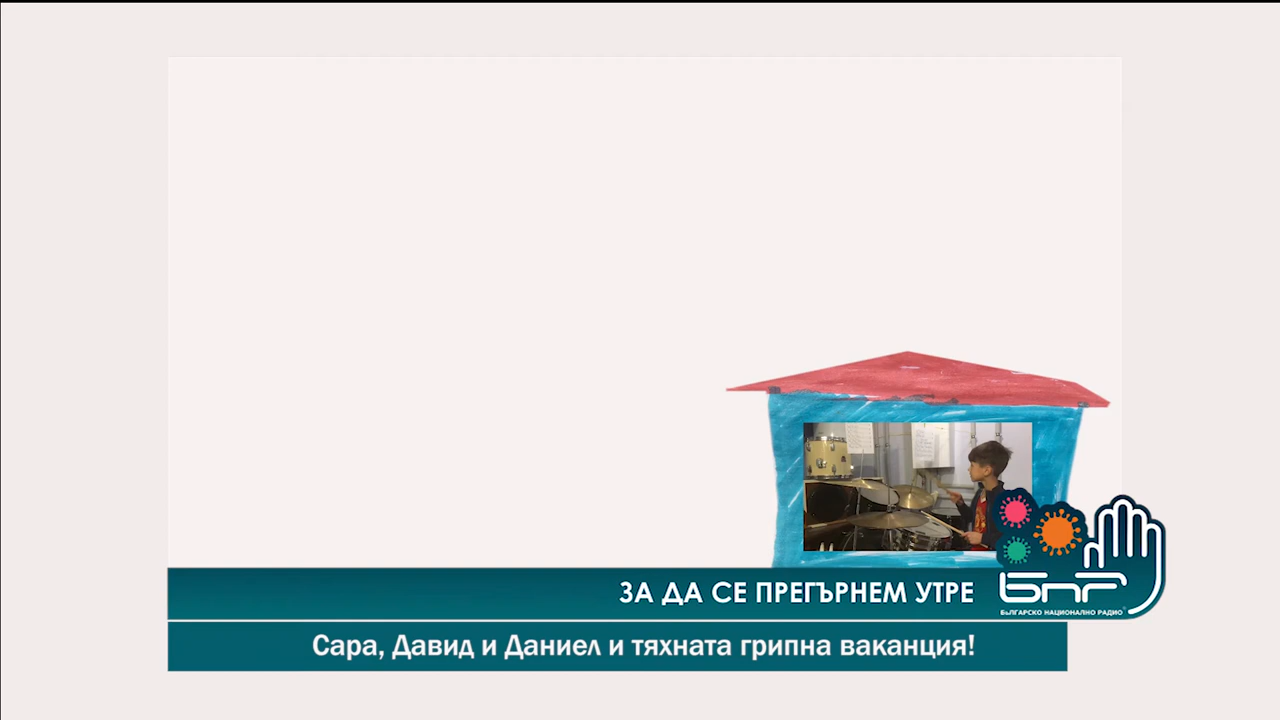 ЗА ДА СЕ ПРЕГЪРНЕМ УТРЕ
БНР
БЪЛГАРСКО НАЦИОНАЛНО РАДИО
Сара, Давид и Даниел и тяхната грипна ваканция!